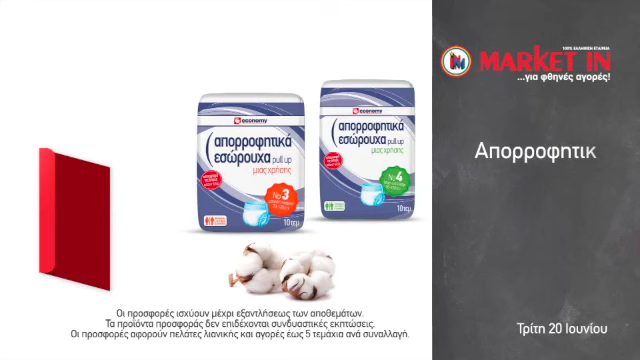 100% ΕΛΛΗΝΙΚΗ ΕΤΑΙΡΕΙΑ
MARKET IN
...για φθηνές αγορές!
Απορροφητικ
economy
απορροφητικά
εσώρουχα pull up
μιας χρήσης
Νο 3
10τεμ.
economy
απορροφητικά
εσώρουχα pull up
μιας χρήσης
Νο 4
10τεμ.
Οι προσφορές ισχύουν μέχρι εξαντλήσεως των αποθεμάτων.
Τα προϊόντα προσφοράς δεν επιδέχονται συνδυαστικές εκπτώσεις.
Οι προσφορές αφορούν πελάτες λιανικής και αγορές έως 5 τεμάχια ανά συναλλαγή.
Τρίτη 20 Ιουνίου